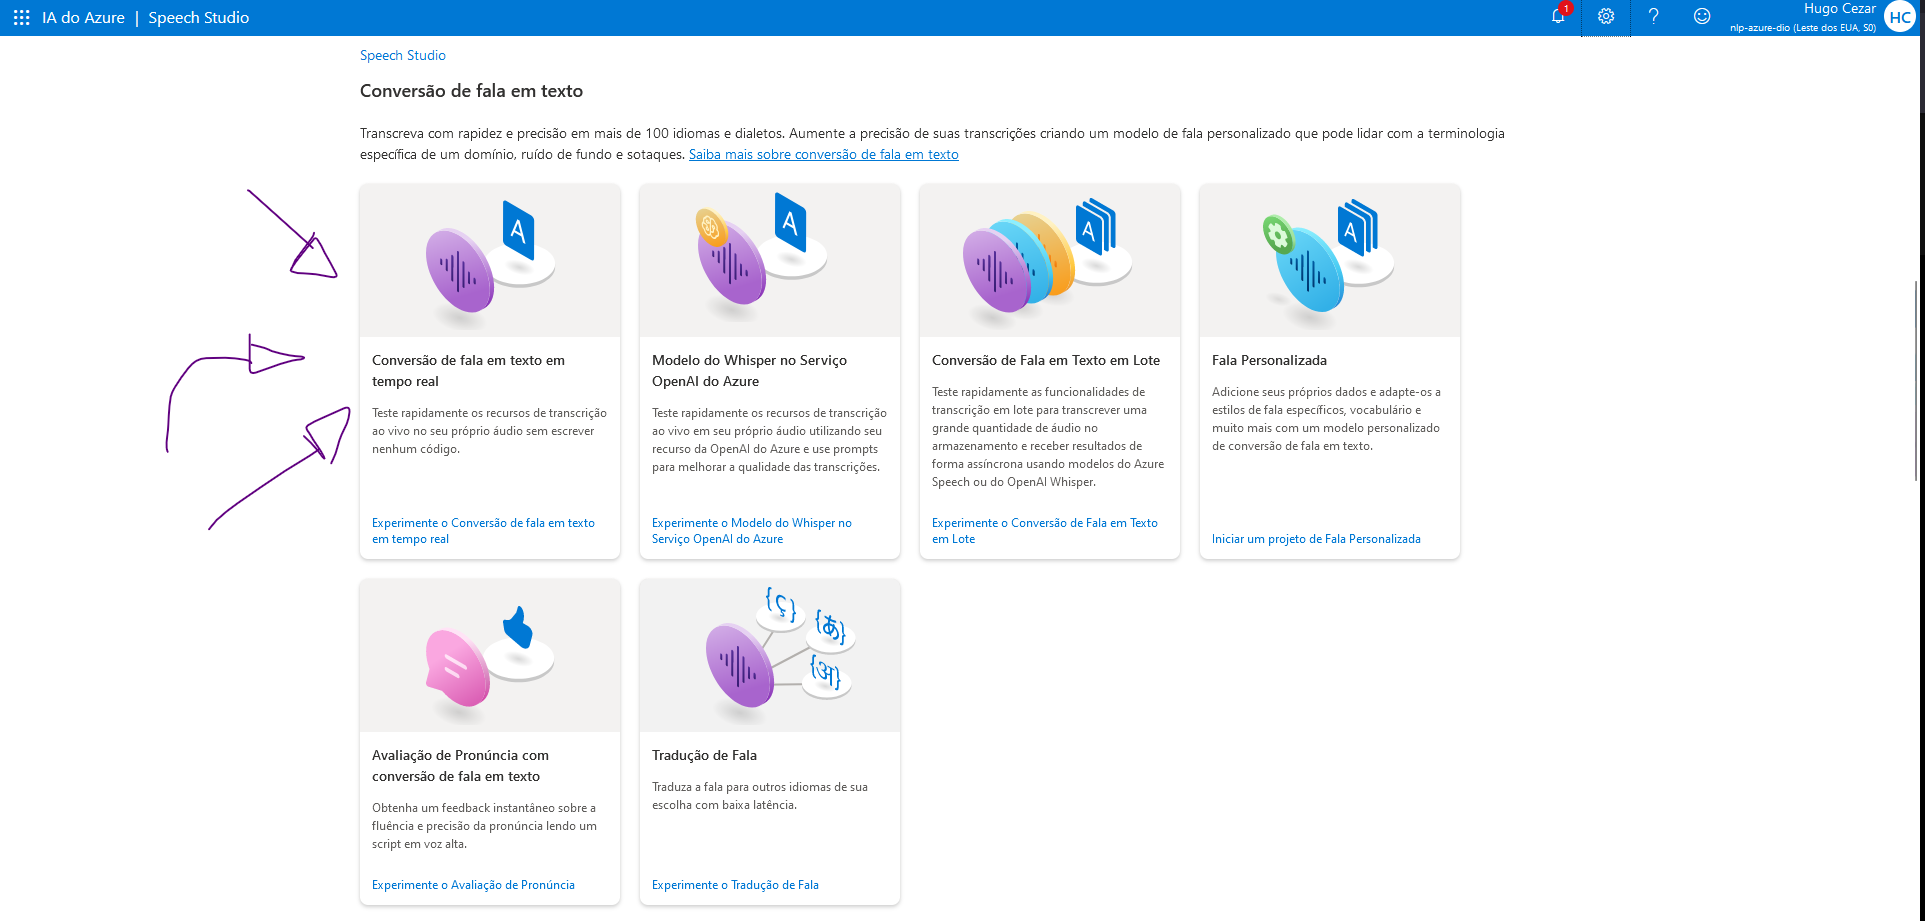 IA do Azure | Speech Studio
1
Hugo Cezar
nlp-azure-dio (Leste dos EUA, S0)
HC
Speech Studio
Conversão de fala em texto
Transcreva com rapidez e precisão em mais de 100 idiomas e dialetos. Aumente a precisão de suas transcrições criando um modelo de fala personalizado que pode lidar com a terminologia
específica de um domínio, ruído de fundo e sotaques. Saiba mais sobre conversão de fala em texto
A
Conversão de fala em texto em
tempo real
Teste rapidamente os recursos de transcrição
ao vivo no seu próprio áudio sem escrever
nenhum código.
Experimente o Conversão de fala em texto
em tempo real
A
Modelo do Whisper no Serviço
OpenAI do Azure
Teste rapidamente os recursos de transcrição
ao vivo em seu próprio áudio utilizando seu
recurso da OpenAI do Azure e use prompts
para melhorar a qualidade das transcrições.
Experimente o Modelo do Whisper no
Serviço OpenAI do Azure
A
Conversão de Fala em Texto em Lote
Teste rapidamente as funcionalidades de
transcrição em lote para transcrever uma
grande quantidade de áudio no
armazenamento e receber resultados de
forma assíncrona usando modelos do Azure
Speech ou do OpenAI Whisper.
Experimente o Conversão de Fala em Texto
em Lote
A
Fala Personalizada
Adicione seus próprios dados e adapte-os a
estilos de fala específicos, vocabulário e
muito mais com um modelo personalizado
de conversão de fala em texto.
Iniciar um projeto de Fala Personalizada
Avaliação de Pronúncia com
conversão de fala em texto
Obtenha um feedback instantâneo sobre a
fluência e precisão da pronúncia lendo um
script em voz alta.
Experimente o Avaliação de Pronúncia
{ç}
{あ}
{अ}
Tradução de Fala
Traduza a fala para outros idiomas de sua
escolha com baixa latência.
Experimente o Tradução de Fala